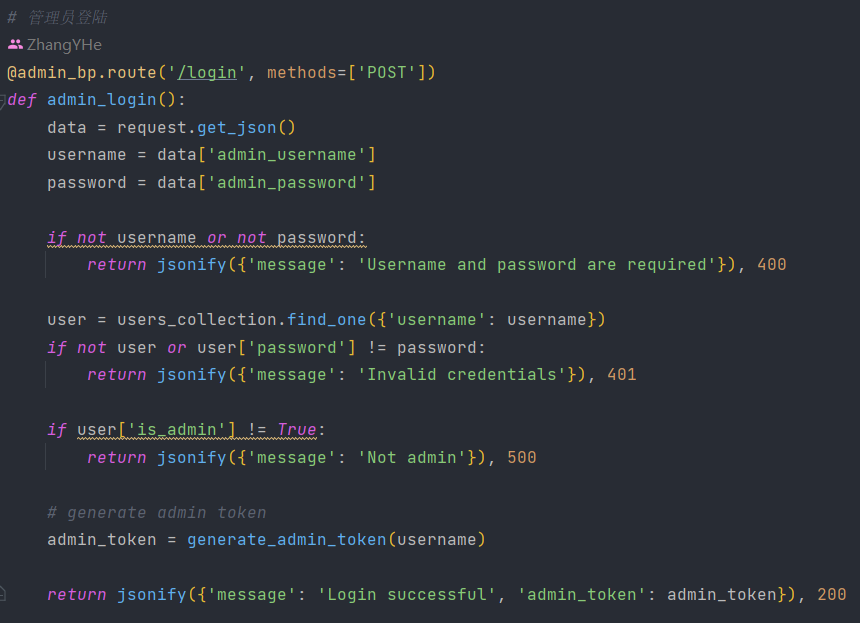 # 管理员登陆
ZhangYHe
@admin_bp.route('/login', methods=['POST'])
def admin_login():
    data = request.get_json()
    username = data['admin_username']
    password = data['admin_password']

    if not username or not password:
        return jsonify({'message': 'Username and password are required'}), 400

    user = users_collection.find_one({'username': username})
    if not user or user['password'] != password:
        return jsonify({'message': 'Invalid credentials'}), 401

    if user['is_admin'] != True:
        return jsonify({'message': 'Not admin'}), 500

    # generate admin token
    admin_token = generate_admin_token(username)

    return jsonify({'message': 'Login successful', 'admin_token': admin_token}), 200